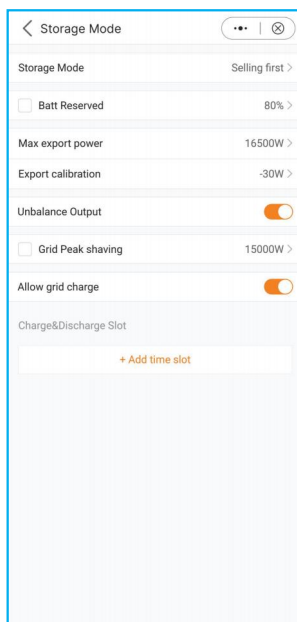 Storage Mode
Storage Mode Selling first
Batt Reserved 80%
Max export power 16500W
Export calibration -30W
Unbalance Output
Grid Peak shaving 15000W
Allow grid charge
Charge&Discharge Slot
+ Add time slot